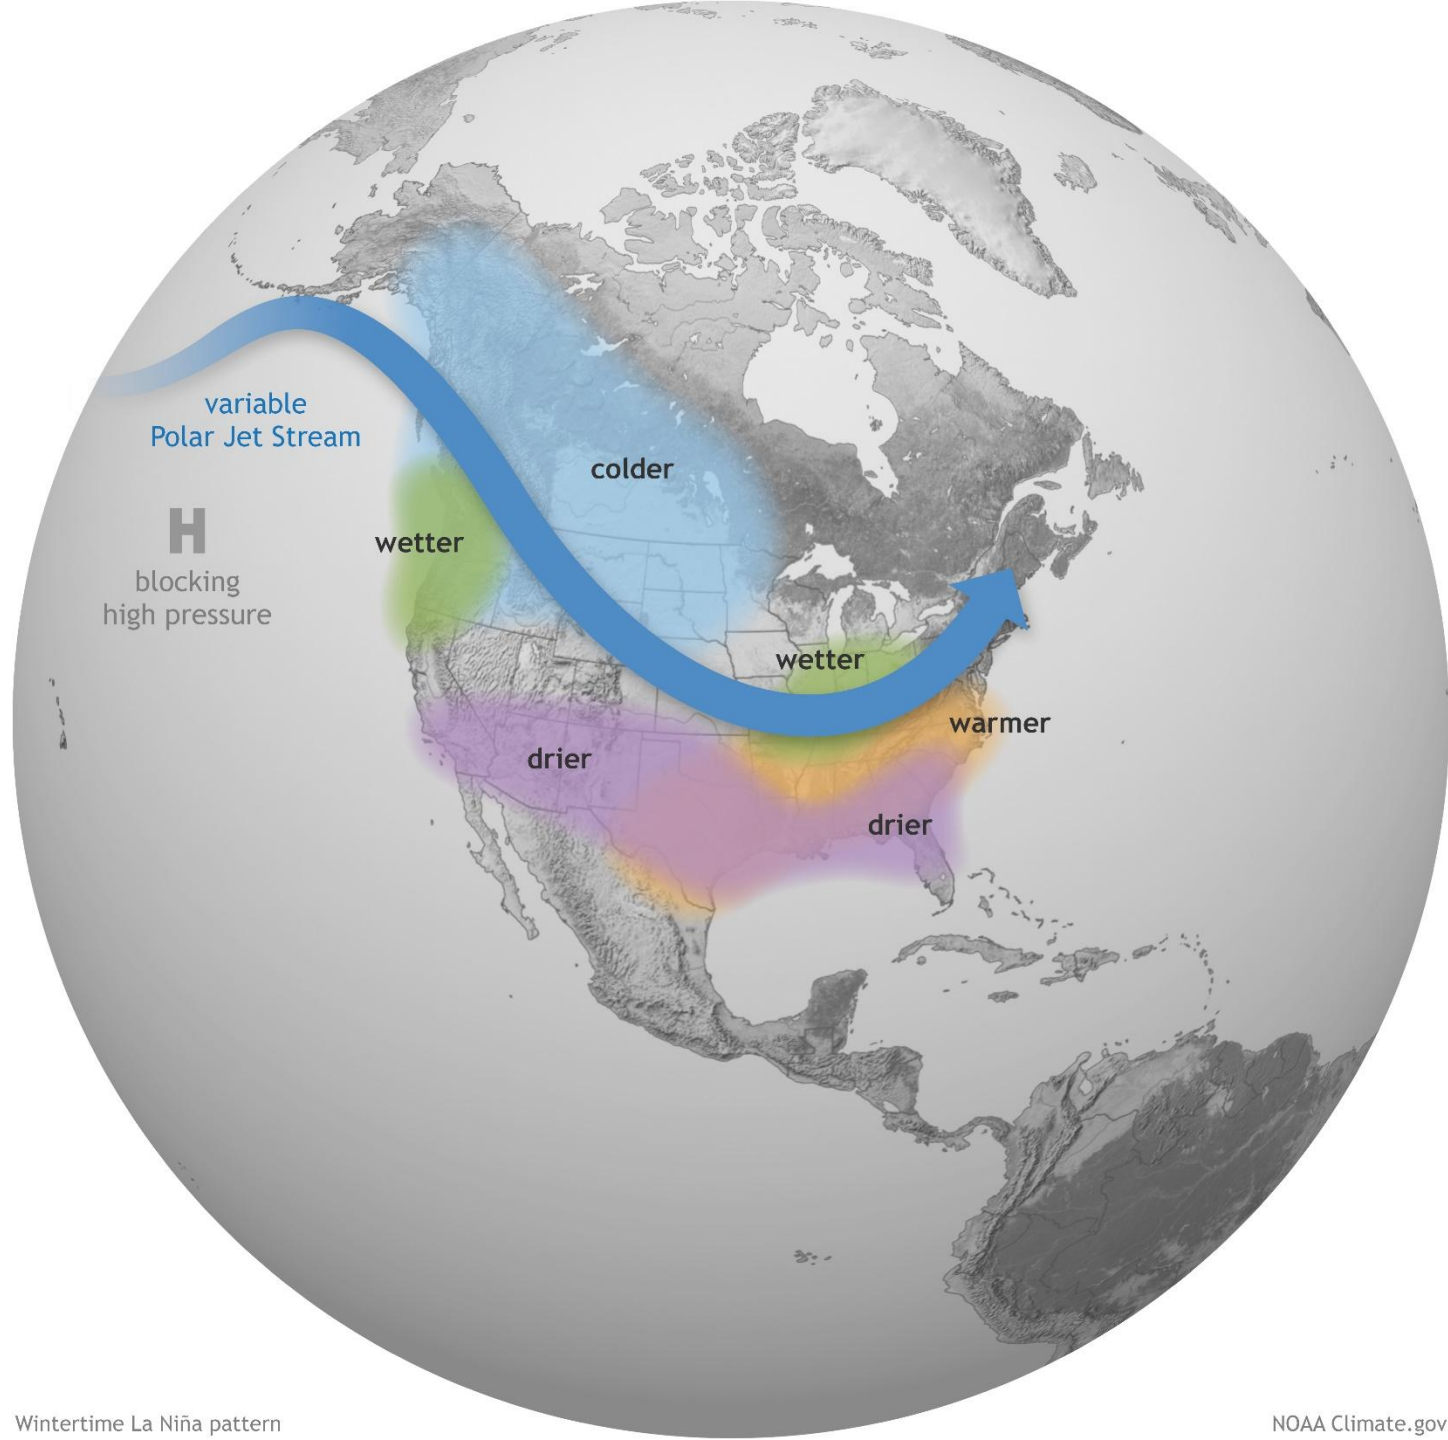 variable
Polar Jet Stream
colder
H
wetter
blocking
high pressure
wetter
warmer
drier
drier
Wintertime La Niña pattern
NOAA Climate.gov